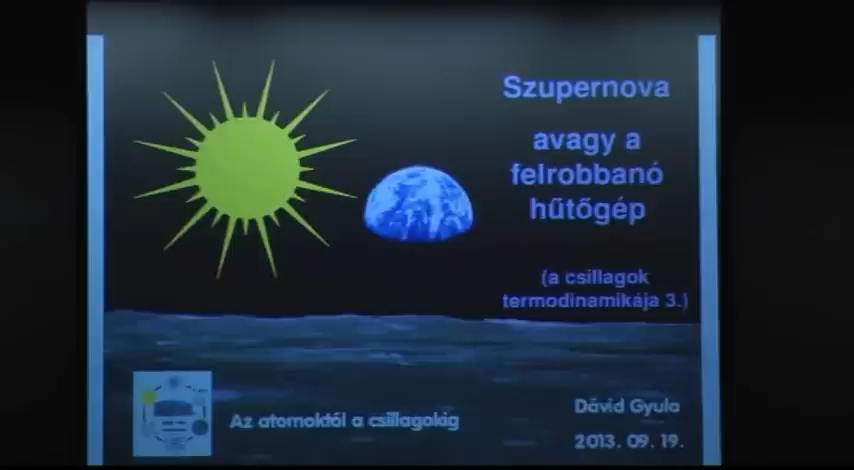 Szupernova
avagy a
felrobbanó
hűtőgép
(a csillagok
termodinamikája 3.)
Az atomoktól a csillagokig
Dávid Gyula
2013. 09. 19.